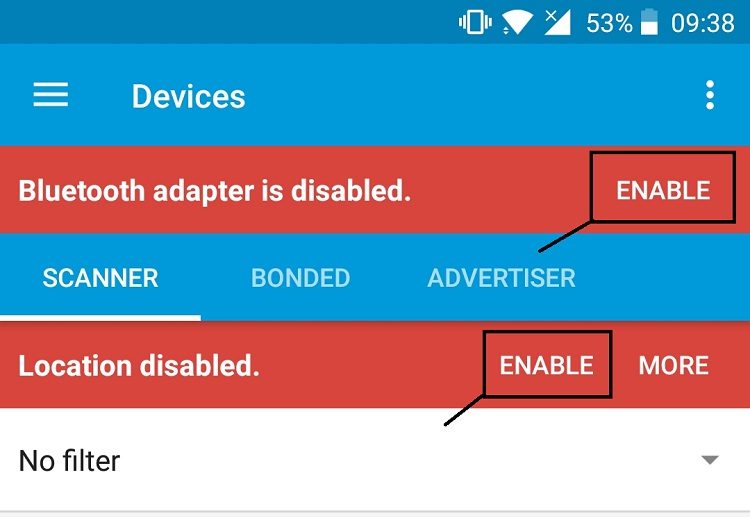 53% 09:38
Devices
Bluetooth adapter is disabled. ENABLE
SCANNER BONDED ADVERTISER
Location disabled. ENABLE MORE
No filter